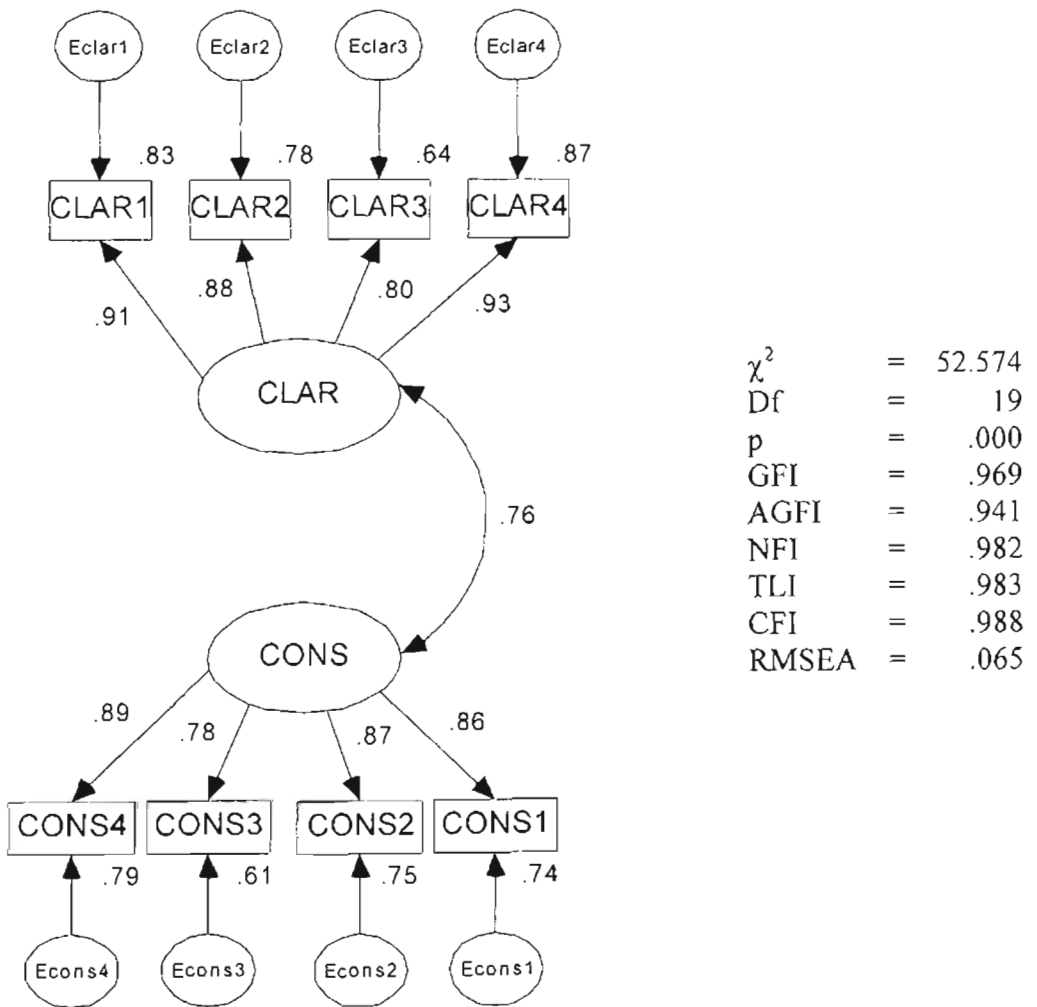 Eclar1 Eclar2 Eclar3 Eclar4
.83 .78 .64 .87
CLAR1 CLAR2 CLAR3 CLAR4
.91 .88 .80 .93
CLAR
.76
CONS
.89 .78 .87 .86
CONS4 CONS3 CONS2 CONS1
.79 .61 .75 .74
Econs4 Econs3 Econs2 Econs1
χ² = 52.574
Df = 19
p = .000
GFI = .969
AGFI = .941
NFI = .982
TLI = .983
CFI = .988
RMSEA = .065